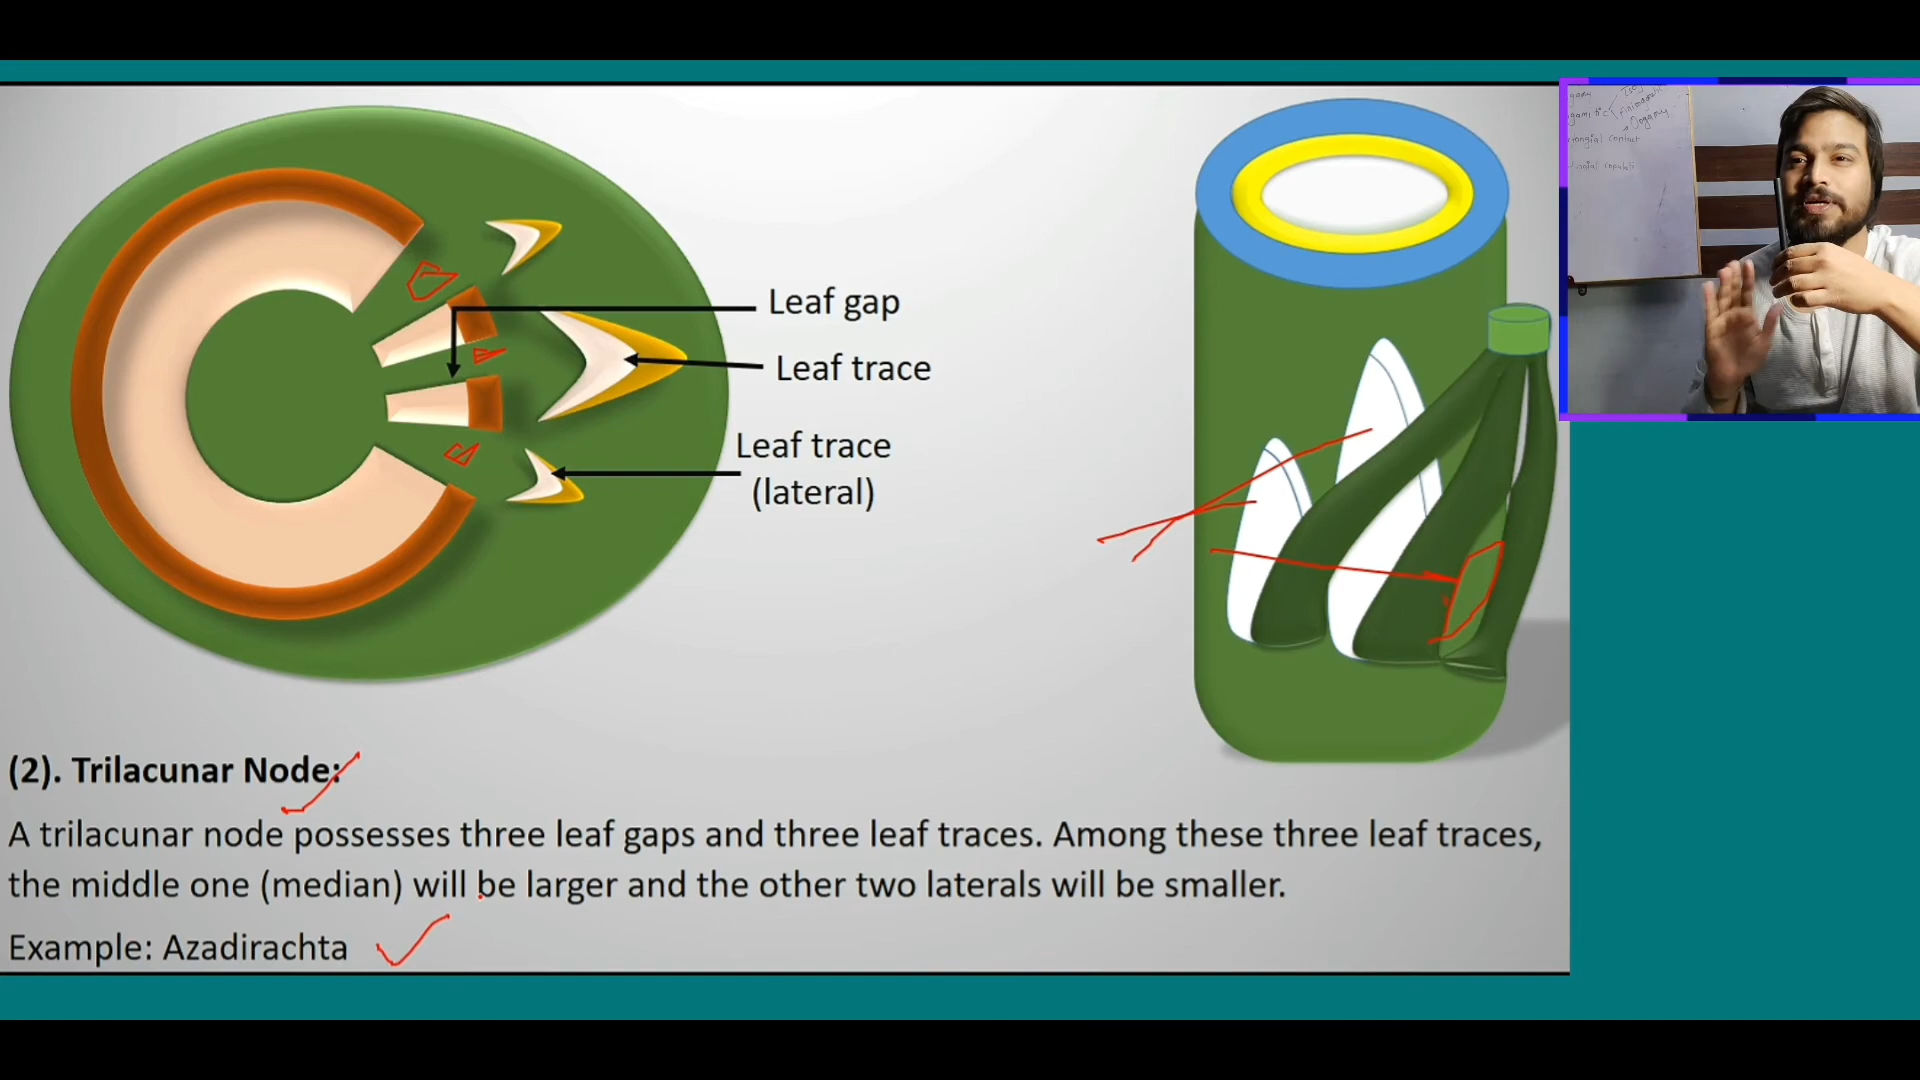 Leaf gap
Leaf trace
Leaf trace
(lateral)
(2). Trilacunar Node:
A trilacunar node possesses three leaf gaps and three leaf traces. Among these three leaf traces,
the middle one (median) will be larger and the other two laterals will be smaller.
Example: Azadirachta
Oogamy